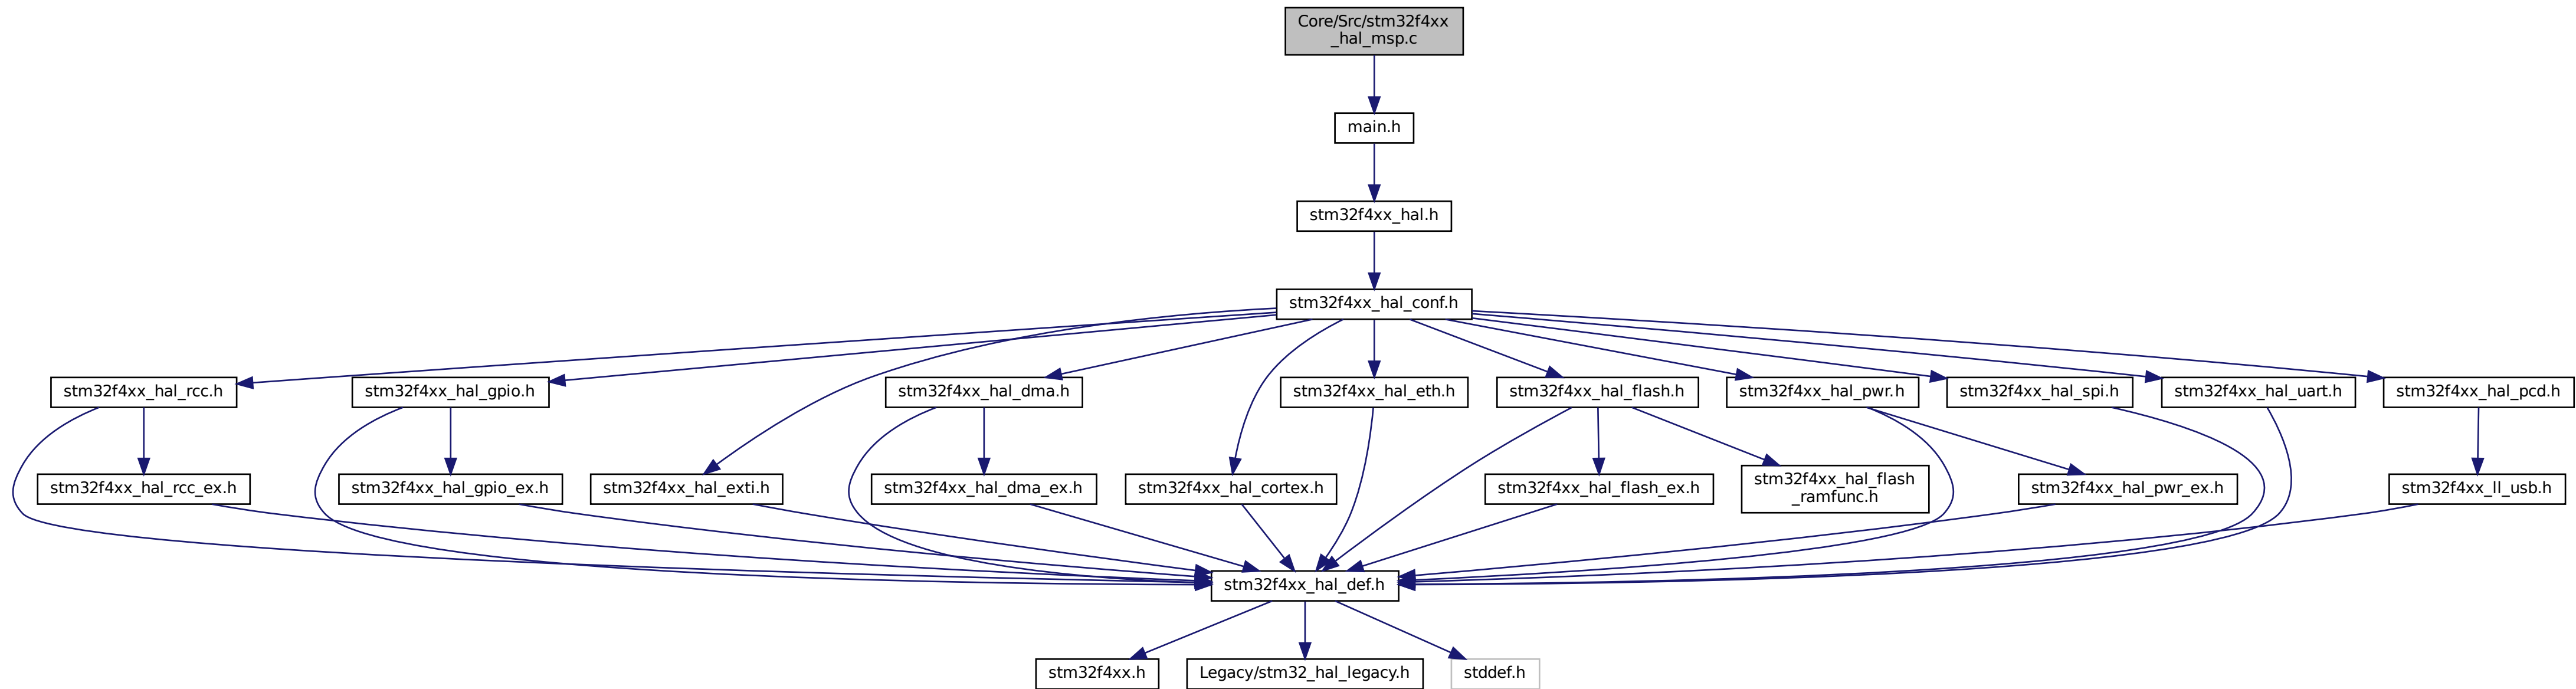 Core/Src/stm32f4xx
_hal_msp.c
main.h
stm32f4xx_hal.h
stm32f4xx_hal_conf.h
stm32f4xx_hal_rcc.h
stm32f4xx_hal_gpio.h
stm32f4xx_hal_dma.h
stm32f4xx_hal_eth.h
stm32f4xx_hal_flash.h
stm32f4xx_hal_pwr.h
stm32f4xx_hal_spi.h
stm32f4xx_hal_uart.h
stm32f4xx_hal_pcd.h
stm32f4xx_hal_rcc_ex.h
stm32f4xx_hal_gpio_ex.h
stm32f4xx_hal_exti.h
stm32f4xx_hal_dma_ex.h
stm32f4xx_hal_cortex.h
stm32f4xx_hal_flash_ex.h
stm32f4xx_hal_flash
_ramfunc.h
stm32f4xx_hal_pwr_ex.h
stm32f4xx_ll_usb.h
stm32f4xx_hal_def.h
stm32f4xx.h
Legacy/stm32_hal_legacy.h
stddef.h